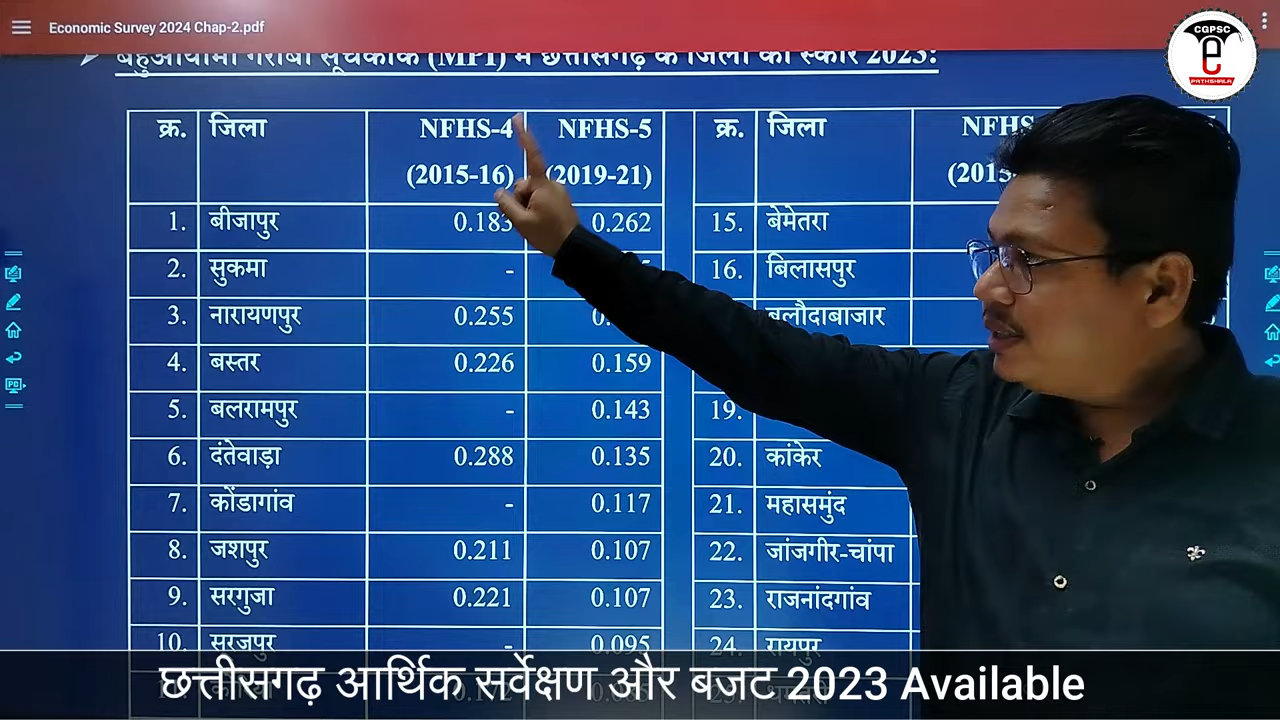 Economic Survey 2024 Chap-2.pdf
CGPSC
e
PATHSHALA
बहुआयामी गरीबी सूचकांक (MPI) में छत्तीसगढ़ के जिलों का स्कोर 2023:
क्र. जिला NFHS-4 NFHS-5 क्र. जिला
(2015-16) (2019-21)
1. बीजापुर 0.183 0.262 15. बेमेतरा
2. सुकमा - 16. बिलासपुर
3. नारायणपुर 0.255 बलौदाबाजार
4. बस्तर 0.226 0.159
5. बलरामपुर - 0.143 19.
6. दंतेवाड़ा 0.288 0.135 20. कांकेर
7. कोंडागांव - 0.117 21. महासमुंद
8. जशपुर 0.211 0.107 22. जांजगीर-चांपा
9. सरगुजा 0.221 0.107 23. राजनांदगांव
10. सूरजपुर - 0.095 24. रायपुर
छत्तीसगढ़ आर्थिक सर्वेक्षण और बजट 2023 Available